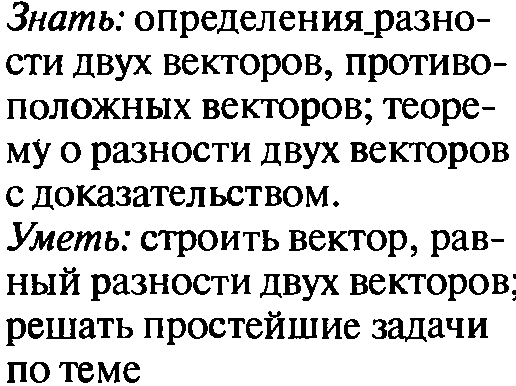 Знать: определения разно-
сти двух векторов, противо-
положных векторов; теоре-
му о разности двух векторов
с доказательством.
Уметь: строить вектор, рав-
ный разности двух векторов;
решать простейшие задачи
по теме